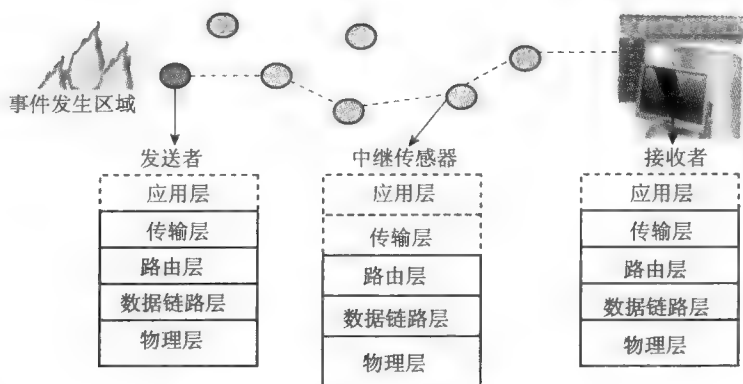 事件发生区域
发送者
中继传感器
接收者
应用层
传输层
路由层
数据链路层
物理层
应用层
传输层
路由层
数据链路层
物理层
应用层
传输层
路由层
数据链路层
物理层